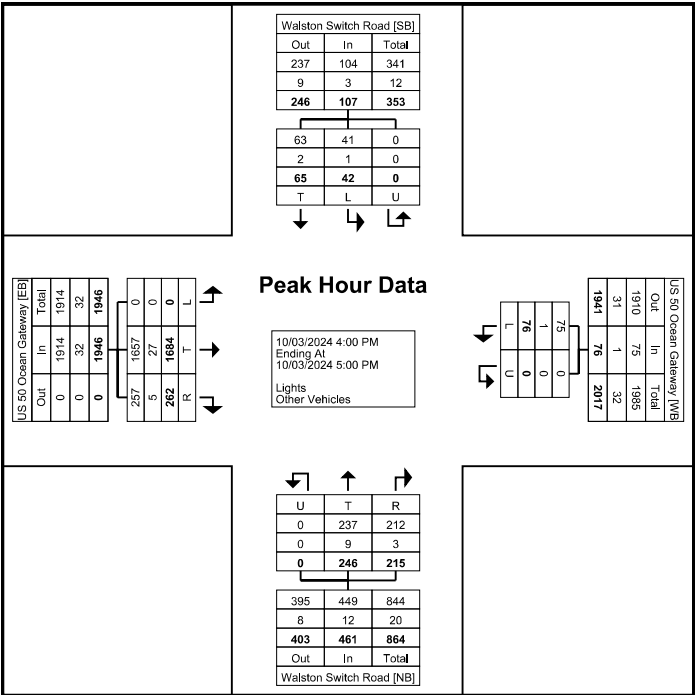 Walston Switch Road [SB]
Out In Total
237 104 341
9 3 12
246 107 353
63 41 0
2 1 0
65 42 0
T L U
Peak Hour Data
10/03/2024 4:00 PM
Ending At
10/03/2024 5:00 PM
Lights
Other Vehicles
US 50 Ocean Gateway [EB]
Total 1914 32 1946
In 1914 32 1946
Out 0 0 0
0 0 0 L
1657 27 1684 T
257 5 262 R
US 50 Ocean Gateway [WB
Out 1910 31 1941
In 75 1 76
Total 1985 32 2017
L 76 1 75
U 0 0 0
U T R
0 237 212
0 9 3
0 246 215
395 449 844
8 12 20
403 461 864
Out In Total
Walston Switch Road [NB]